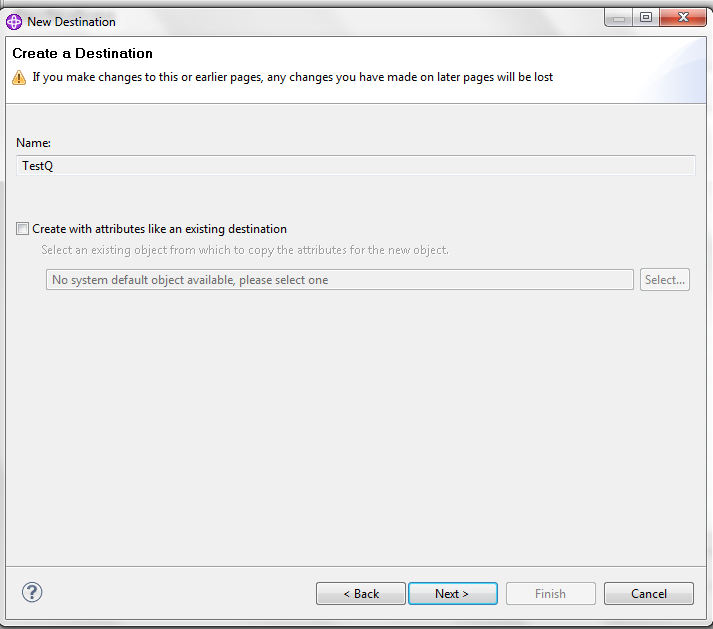 New Destination
Create a Destination
If you make changes to this or earlier pages, any changes you have made on later pages will be lost
Name:
TestQ
Create with attributes like an existing destination
Select an existing object from which to copy the attributes for the new object.
No system default object available, please select one
Select...
?
< Back
Next >
Finish
Cancel